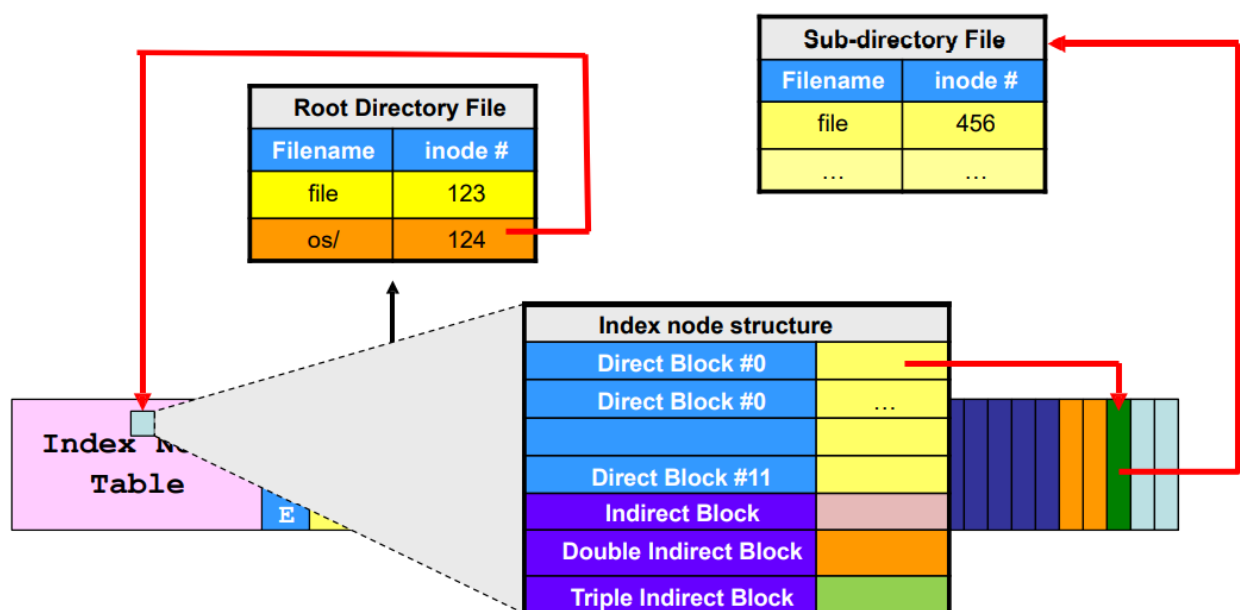 Sub-directory File
Filename inode #
file 456
… …
Root Directory File
Filename inode #
file 123
os/ 124
Index node structure
Direct Block #0
Direct Block #0 …
Direct Block #11
Indirect Block
Double Indirect Block
Triple Indirect Block
Index
Table
E